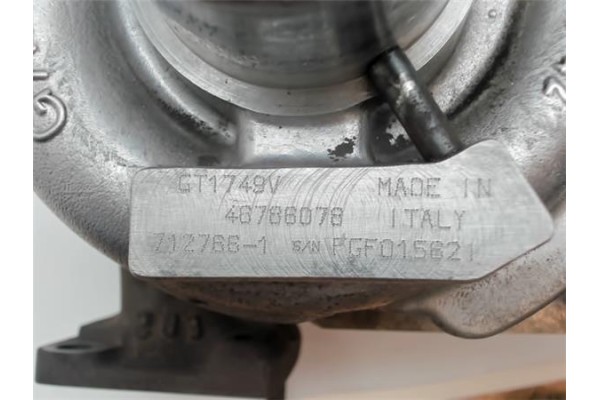 GT1749V MADE IN
46786078 ITALY
712766-1 S/N PGF015621